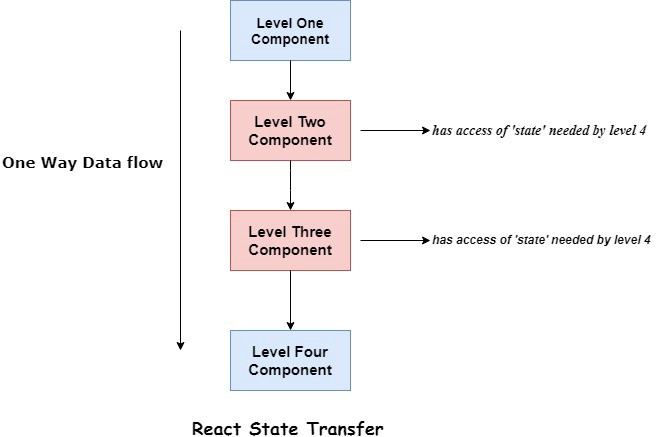 Level One
Component
Level Two
Component
has access of 'state' needed by level 4
One Way Data flow
Level Three
Component
has access of 'state' needed by level 4
Level Four
Component
React State Transfer